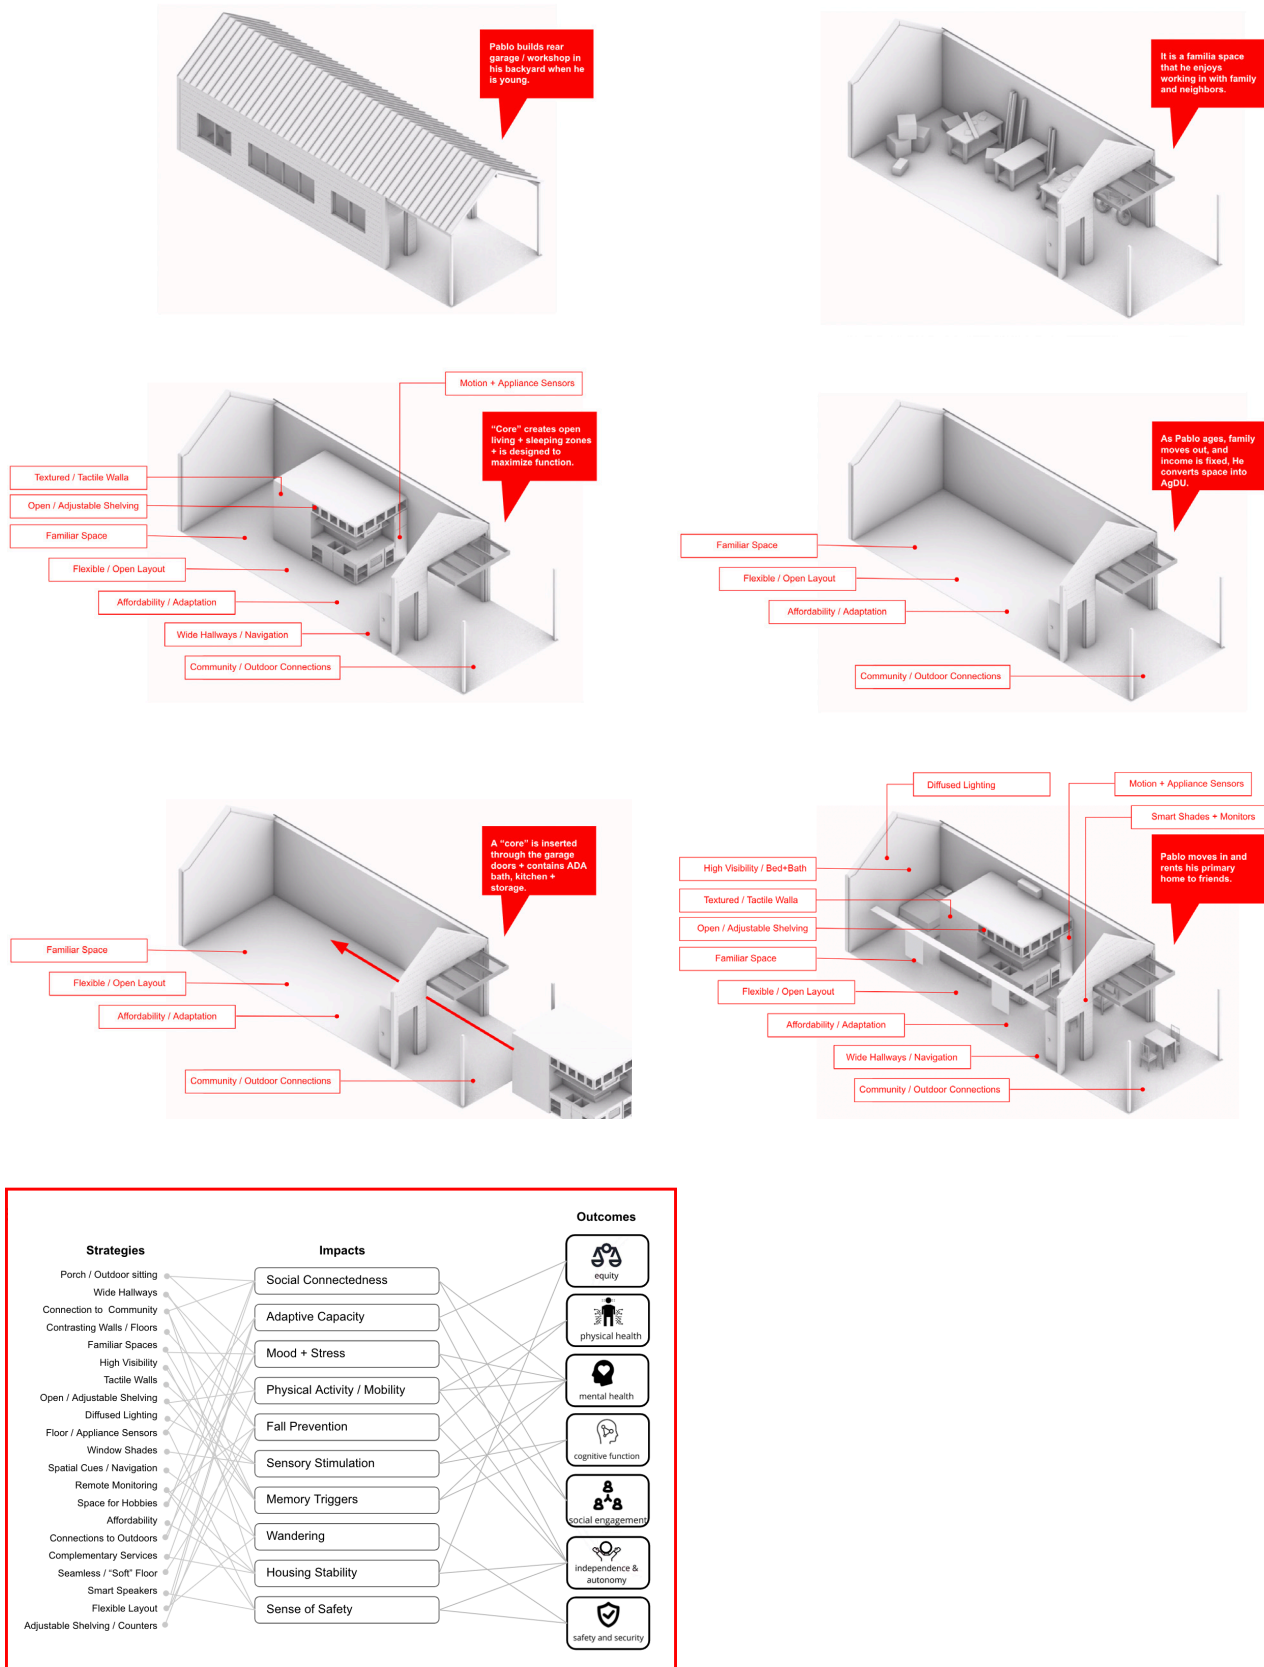 Pablo builds rear
garage / workshop in
his backyard when he
is young.
It is a familia space
that he enjoys
working in with family
and neighbors.
Motion + Appliance Sensors
“Core” creates open
living + sleeping zones
+ is designed to
maximize function.
Textured / Tactile Walla
Open / Adjustable Shelving
Familiar Space
Flexible / Open Layout
Affordability / Adaptation
Wide Hallways / Navigation
Community / Outdoor Connections
As Pablo ages, family
moves out, and
income is fixed, He
converts space into
AgDU.
Familiar Space
Flexible / Open Layout
Affordability / Adaptation
Community / Outdoor Connections
A “core” is inserted
through the garage
doors + contains ADA
bath, kitchen +
storage.
Familiar Space
Flexible / Open Layout
Affordability / Adaptation
Community / Outdoor Connections
Diffused Lighting
Motion + Appliance Sensors
Smart Shades + Monitors
Pablo moves in and
rents his primary
home to friends.
High Visibility / Bed+Bath
Textured / Tactile Walla
Open / Adjustable Shelving
Familiar Space
Flexible / Open Layout
Affordability / Adaptation
Wide Hallways / Navigation
Community / Outdoor Connections
Strategies
Porch / Outdoor sitting
Wide Hallways
Connection to Community
Contrasting Walls / Floors
Familiar Spaces
High Visibility
Tactile Walls
Open / Adjustable Shelving
Diffused Lighting
Floor / Appliance Sensors
Window Shades
Spatial Cues / Navigation
Remote Monitoring
Space for Hobbies
Affordability
Connections to Outdoors
Complementary Services
Seamless / “Soft” Floor
Smart Speakers
Flexible Layout
Adjustable Shelving / Counters
Impacts
Social Connectedness
Adaptive Capacity
Mood + Stress
Physical Activity / Mobility
Fall Prevention
Sensory Stimulation
Memory Triggers
Wandering
Housing Stability
Sense of Safety
Outcomes
equity
physical health
mental health
cognitive function
social engagement
independence &
autonomy
safety and security